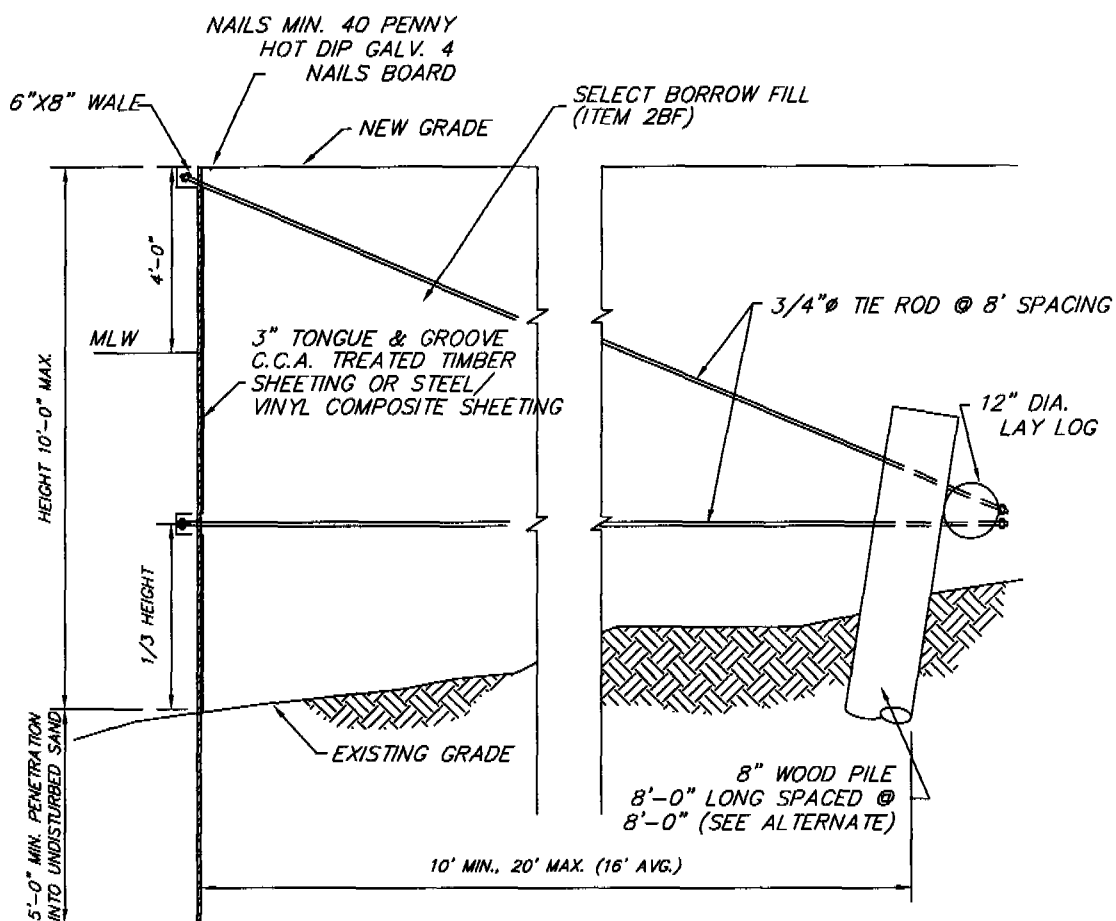 NAILS MIN. 40 PENNY
HOT DIP GALV. 4
NAILS BOARD
6"X8" WALE
SELECT BORROW FILL
(ITEM 2BF)
NEW GRADE
4'-0"
MLW
HEIGHT 10'-0" MAX.
3" TONGUE & GROOVE
C.C.A. TREATED TIMBER
SHEETING OR STEEL/
VINYL COMPOSITE SHEETING
3/4"ø TIE ROD @ 8' SPACING
12" DIA.
LAY LOG
1/3 HEIGHT
EXISTING GRADE
5'-0" MIN. PENETRATION
INTO UNDISTURBED SAND
8" WOOD PILE
8'-0" LONG SPACED @
8'-0" (SEE ALTERNATE)
10' MIN., 20' MAX. (16' AVG.)